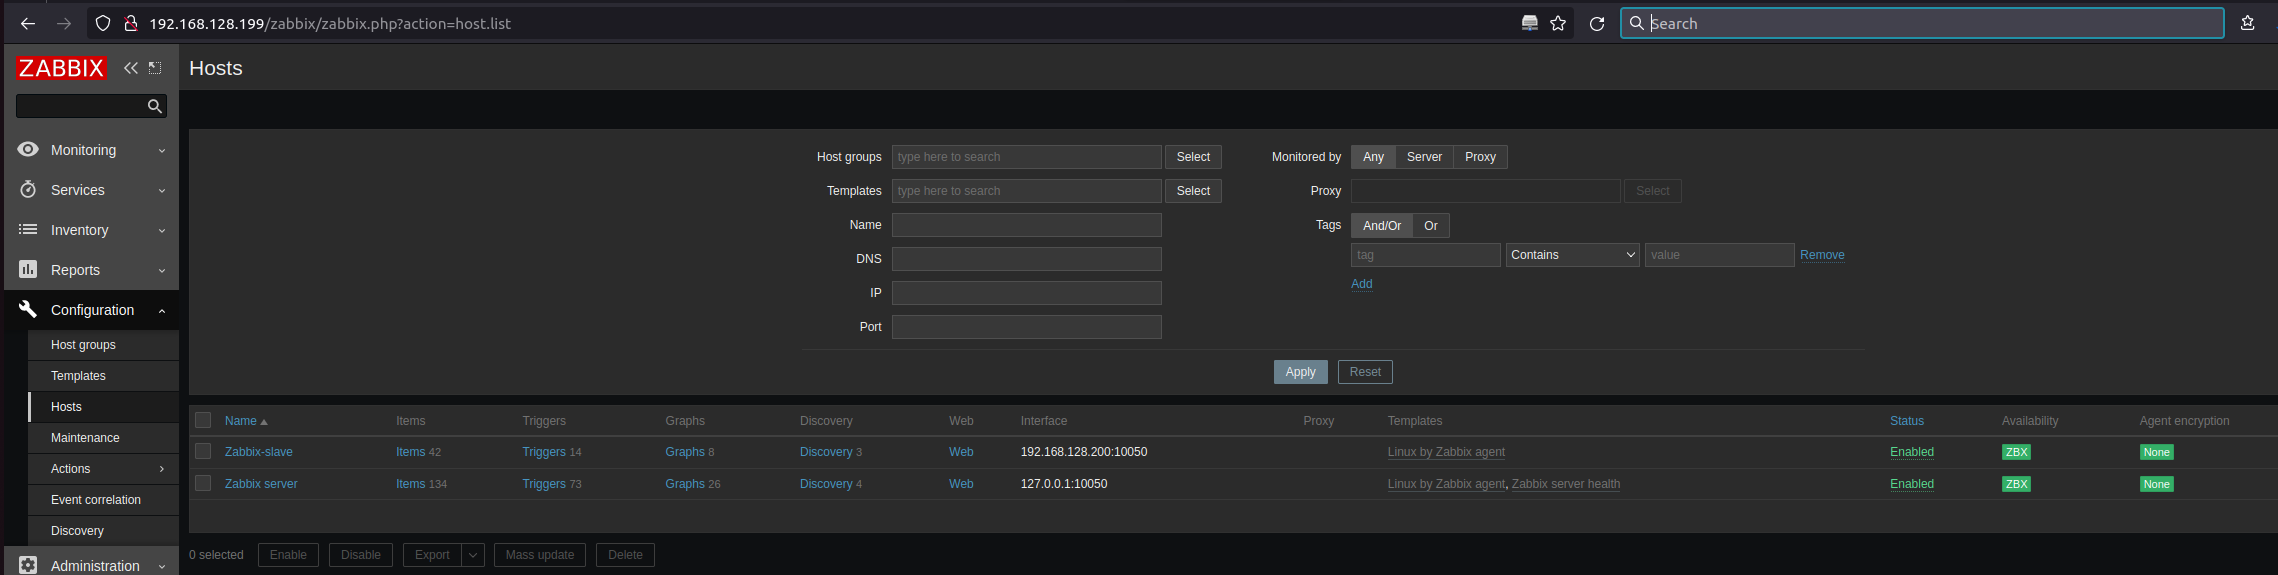 192.168.128.199/zabbix/zabbix.php?action=host.list
Search
ZABBIX
Hosts
Monitoring
Services
Inventory
Reports
Configuration
Host groups
Templates
Hosts
Maintenance
Actions
Event correlation
Discovery
Administration
Host groups type here to search Select
Templates type here to search Select
Name
DNS
IP
Port
Monitored by Any Server Proxy
Proxy Select
Tags And/Or Or
tag Contains value Remove
Add
Apply Reset
Name Items Triggers Graphs Discovery Web Interface Proxy Templates Status Availability Agent encryption
Zabbix-slave Items 42 Triggers 14 Graphs 8 Discovery 3 Web 192.168.128.200:10050 Linux by Zabbix agent Enabled ZBX None
Zabbix server Items 134 Triggers 73 Graphs 26 Discovery 4 Web 127.0.0.1:10050 Linux by Zabbix agent, Zabbix server health Enabled ZBX None
0 selected Enable Disable Export Mass update Delete